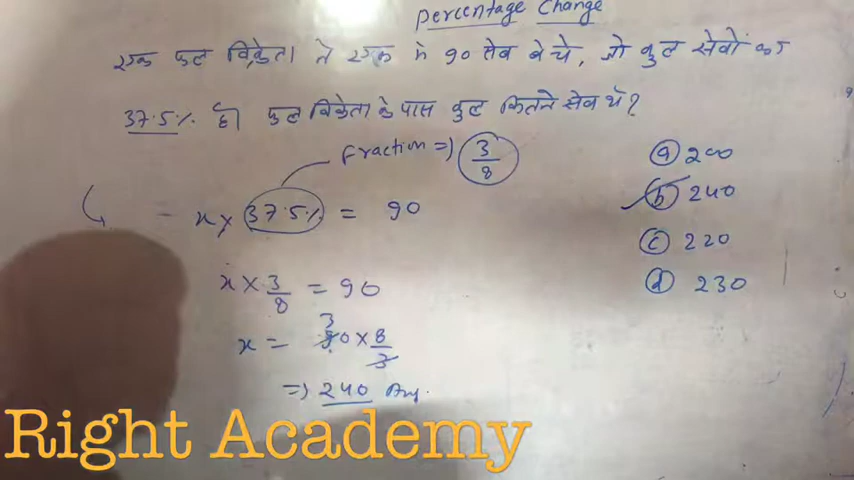 Percentage Change
एक फल विक्रेता ने एक में 90 सेब बेचे, जो कुल सेबों का
37.5% है। फल विक्रेता के पास कुल कितने सेब थे?
Fraction => 3/8
x × 37.5% = 90
x × 3/8 = 90
x = 90 × 8/3
3
=> 240 Ans.
(a) 200
(b) 240
(c) 220
(d) 230
Right Academy